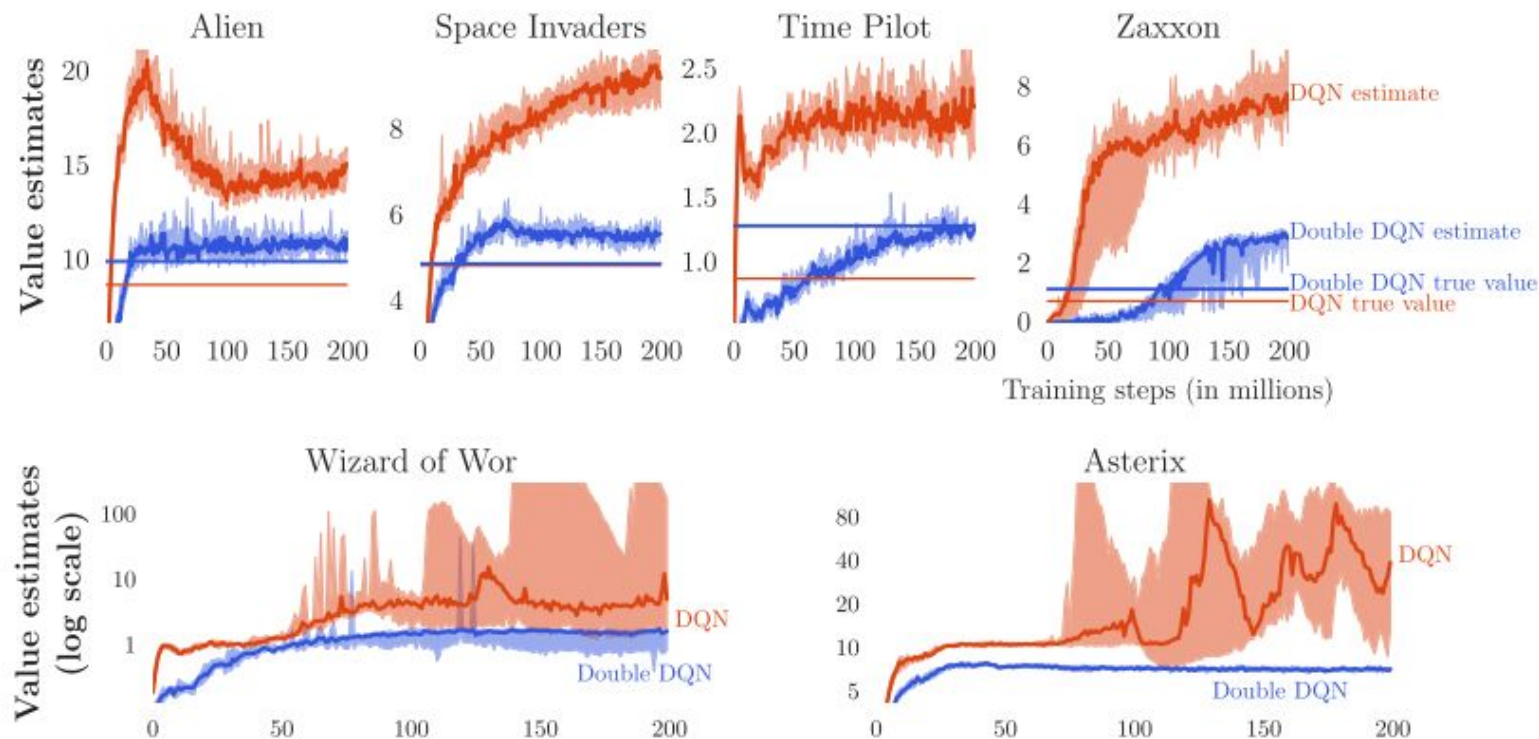 Alien
Space Invaders
Time Pilot
Zaxxon
Value estimates
20
15
10
0 50 100 150 200
8
6
4
0 50 100 150 200
2.5
2.0
1.5
1.0
0 50 100 150 200
8
6
4
2
0
0 50 100 150 200
DQN estimate
Double DQN estimate
Double DQN true value
DQN true value
Training steps (in millions)
Wizard of Wor
Asterix
Value estimates
(log scale)
100
10
1
0 50 100 150 200
DQN
Double DQN
80
40
20
10
5
0 50 100 150 200
DQN
Double DQN